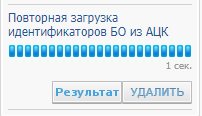 Повторная загрузка
идентификаторов БО из АЦК
1 сек.
Результат УДАЛИТЬ